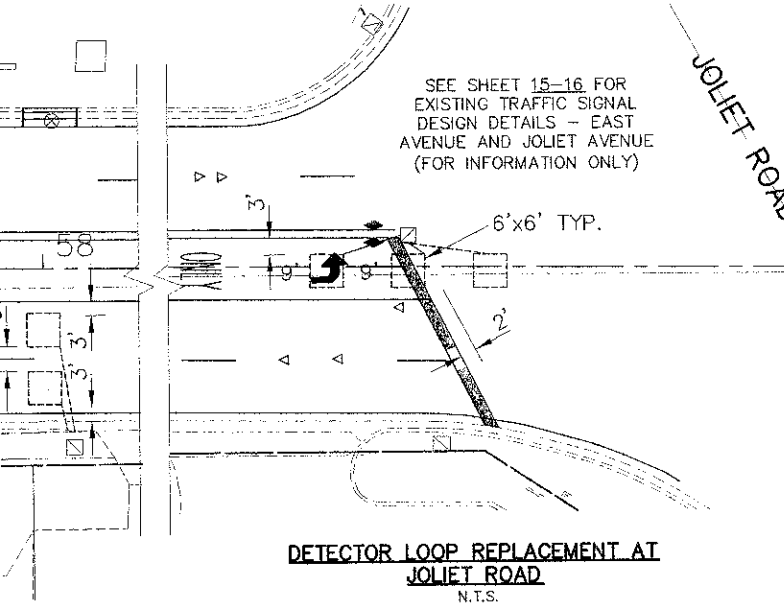 SEE SHEET 15-16 FOR
EXISTING TRAFFIC SIGNAL
DESIGN DETAILS - EAST
AVENUE AND JOLIET AVENUE
(FOR INFORMATION ONLY)
JOLIET ROAD
3'
6'x6' TYP.
58
9'
9'
2'
3'
3'
DETECTOR LOOP REPLACEMENT AT
JOLIET ROAD
N.T.S.